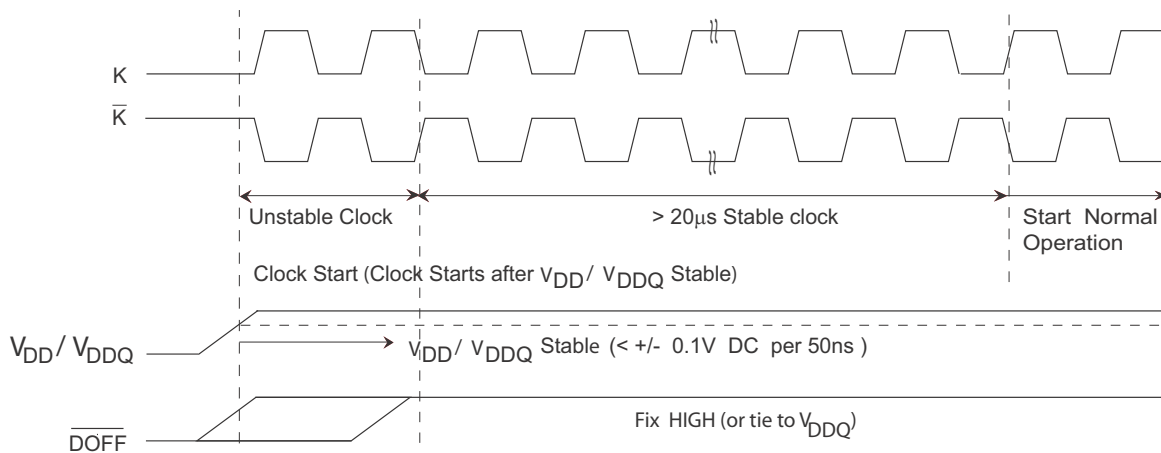 K
K̅
Unstable Clock
> 20μs Stable clock
Start Normal
Operation
Clock Start (Clock Starts after VDD/ VDDQ Stable)
VDD/ VDDQ
VDD/ VDDQ Stable (< +/- 0.1V DC per 50ns )
D̅O̅F̅F̅
Fix HIGH (or tie to VDDQ)